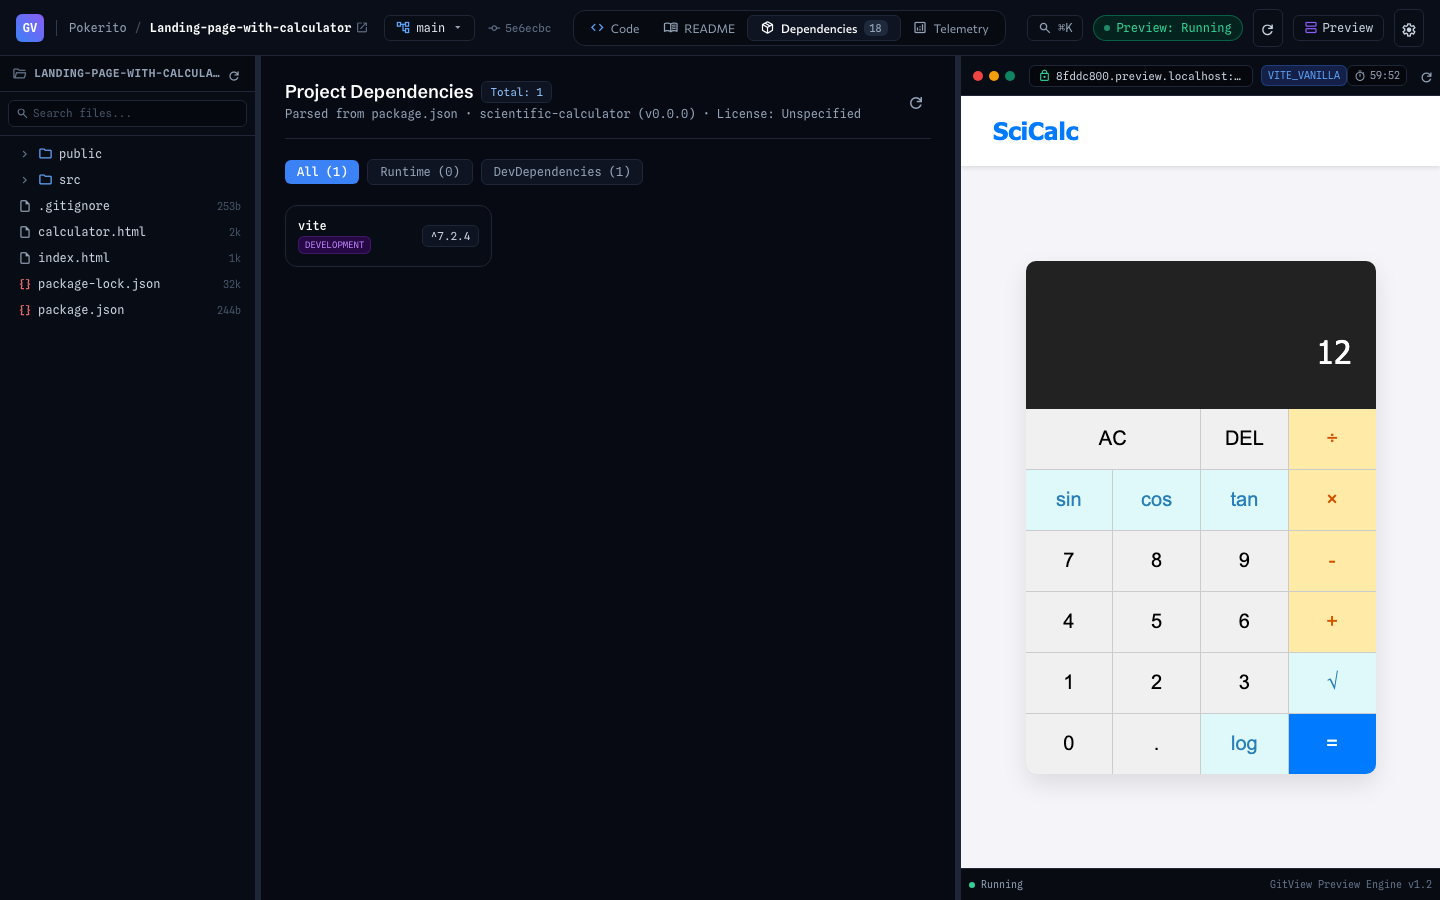 GV Pokerito / Landing-page-with-calculator main 5e6ecbc Code README Dependencies 18 Telemetry ⌘K Preview: Running Preview
LANDING-PAGE-WITH-CALCULA…
Search files...
public
src
.gitignore 253b
calculator.html 2k
index.html 1k
{} package-lock.json 32k
{} package.json 244b
Project Dependencies Total: 1
Parsed from package.json · scientific-calculator (v0.0.0) · License: Unspecified
All (1) Runtime (0) DevDependencies (1)
vite
DEVELOPMENT
^7.2.4
8fddc800.preview.localhost:… VITE_VANILLA 59:52
SciCalc
12
AC DEL ÷
sin cos tan ×
7 8 9 -
4 5 6 +
1 2 3 √
0 . log =
Running GitView Preview Engine v1.2